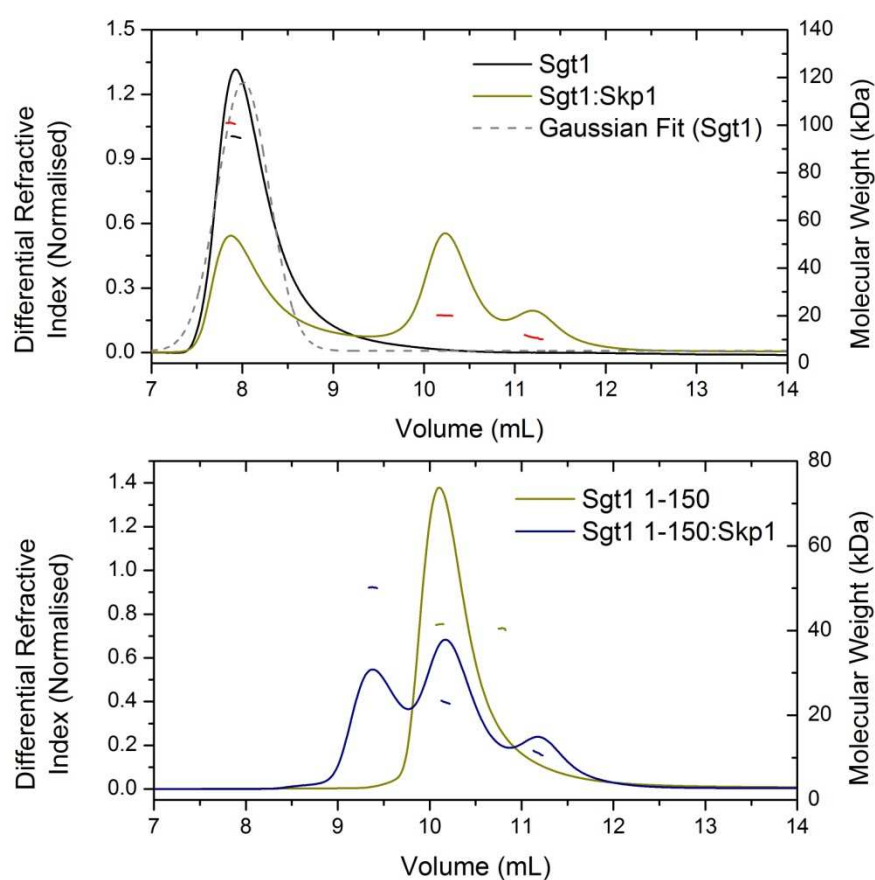 1.5
1.2
0.9
0.6
0.3
0.0
Differential Refractive
Index (Normalised)
Sgt1
Sgt1:Skp1
Gaussian Fit (Sgt1)
140
120
100
80
60
40
20
0
Molecular Weight (kDa)
7 8 9 10 11 12 13 14
Volume (mL)
1.4
1.2
1.0
0.8
0.6
0.4
0.2
0.0
Differential Refractive
Index (Normalised)
Sgt1 1-150
Sgt1 1-150:Skp1
80
60
40
20
0
Molecular Weight (kDa)
7 8 9 10 11 12 13 14
Volume (mL)